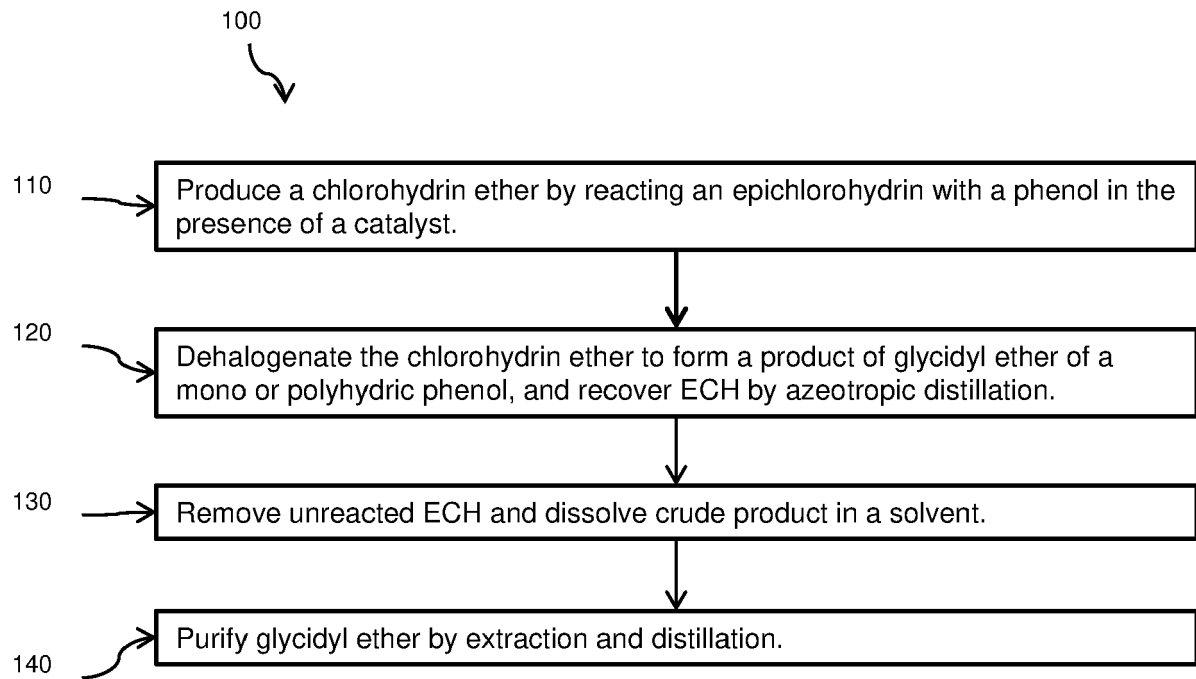 100
110
Produce a chlorohydrin ether by reacting an epichlorohydrin with a phenol in the
presence of a catalyst.
120
Dehalogenate the chlorohydrin ether to form a product of glycidyl ether of a
mono or polyhydric phenol, and recover ECH by azeotropic distillation.
130
Remove unreacted ECH and dissolve crude product in a solvent.
140
Purify glycidyl ether by extraction and distillation.